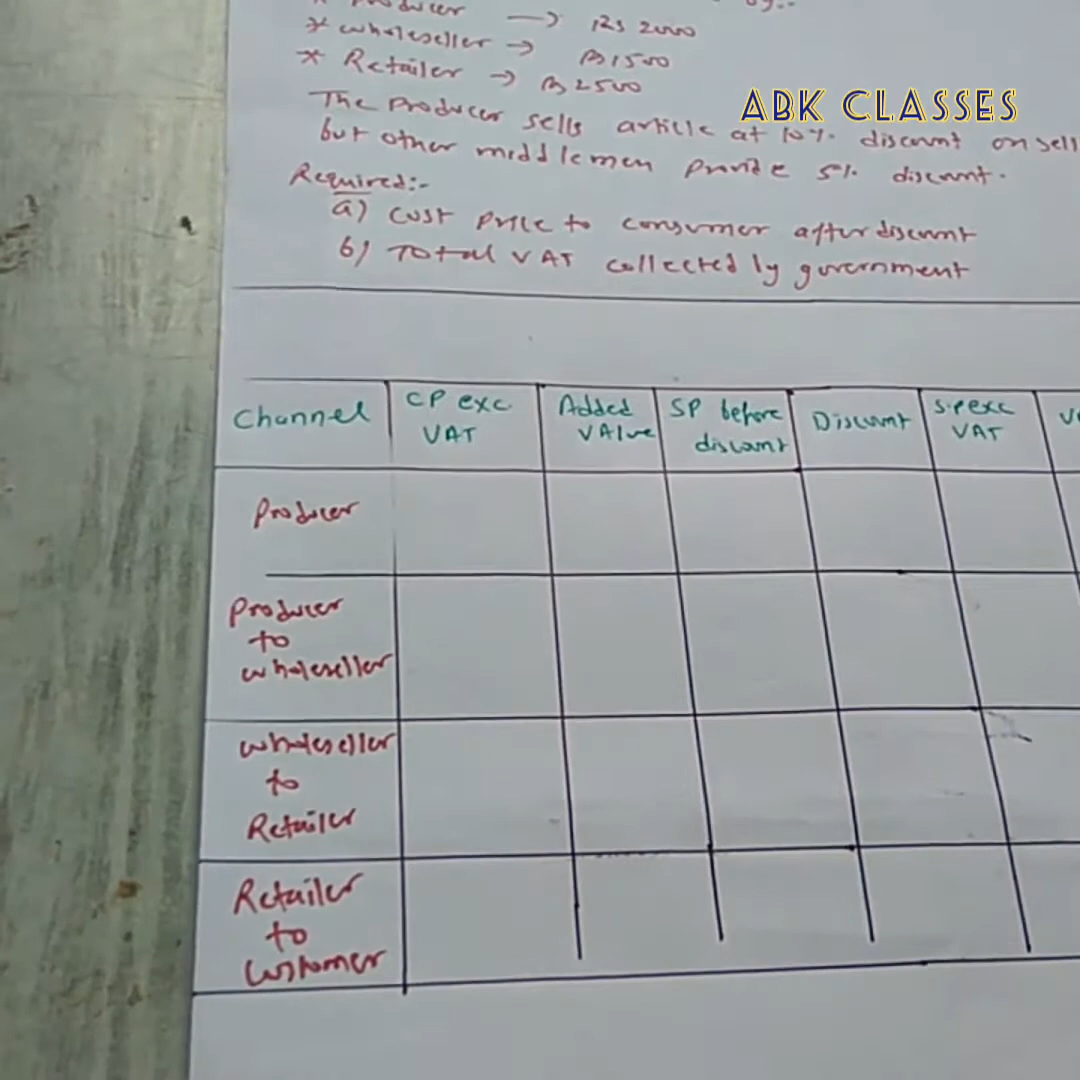 * Producer → Rs 2000
* wholeseller → Rs 1500
* Retailer → Rs 2500
ABK CLASSES
The Producer sells article at 10% discount on sell
but other middlemen provide 5% discount.
Required:-
a) cost price to consumer after discount
b) Total VAT collected by government
Channel
CP exc
VAT
Added
VAlue
SP before
discount
Discount
S.P exc
VAT
Producer
Producer
to
wholeseller
wholeseller
to
Retailer
Retailer
to
customer